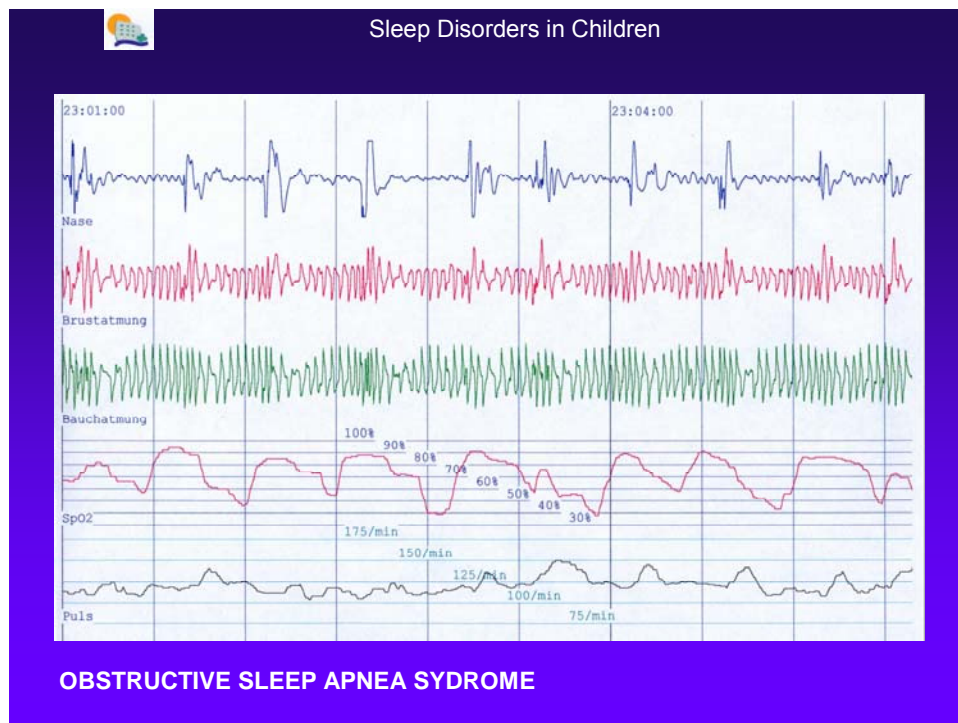 Sleep Disorders in Children
23:01:00 23:04:00
Nase
Brustatmung
Bauchatmung
100%
90%
80%
70%
60%
50%
40%
30%
SpO2
175/min
150/min
125/min
100/min
75/min
Puls
OBSTRUCTIVE SLEEP APNEA SYDROME